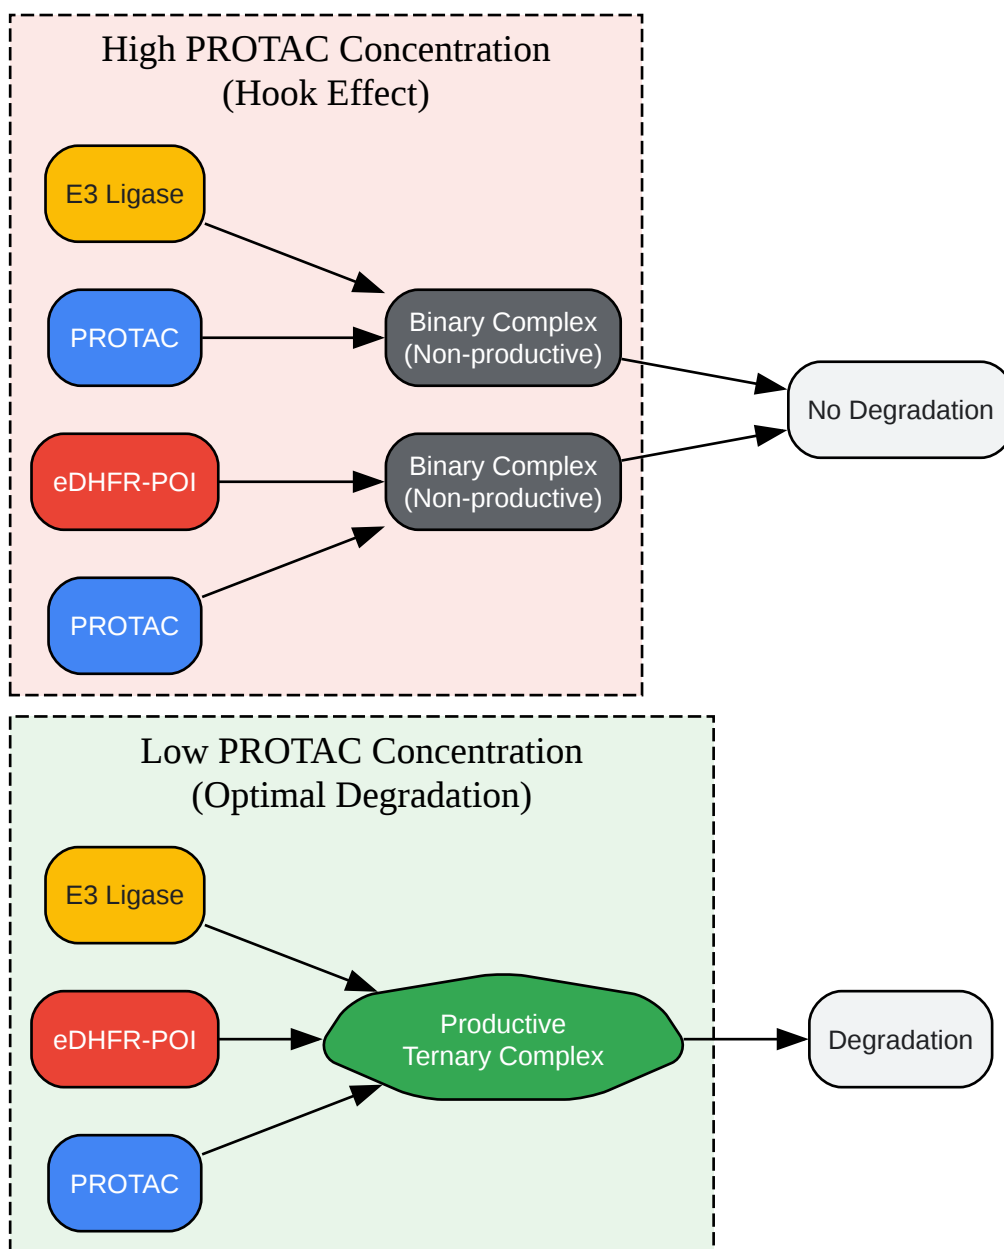 High PROTAC Concentration
(Hook Effect)
E3 Ligase
PROTAC
Binary Complex
(Non-productive)
eDHFR-POI
Binary Complex
(Non-productive)
PROTAC
No Degradation
Low PROTAC Concentration
(Optimal Degradation)
E3 Ligase
eDHFR-POI
PROTAC
Productive
Ternary Complex
Degradation